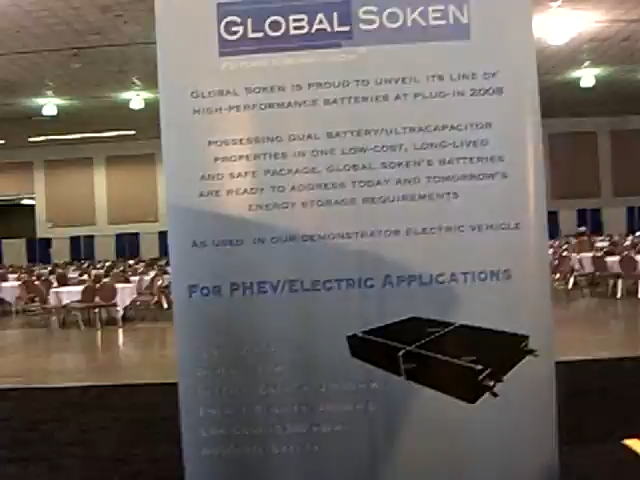 GLOBAL SOKEN
GLOBAL SOKEN IS PROUD TO UNVEIL ITS LINE OF
HIGH-PERFORMANCE BATTERIES AT PLUG-IN 2008
POSSESSING DUAL BATTERY/ULTRACAPACITOR
PROPERTIES IN ONE LOW-COST, LONG-LIVED
AND SAFE PACKAGE, GLOBAL SOKEN'S BATTERIES
ARE READY TO ADDRESS TODAY AND TOMORROW'S
ENERGY STORAGE REQUIREMENTS
AS USED IN OUR DEMONSTRATOR ELECTRIC VEHICLE
FOR PHEV/ELECTRIC APPLICATIONS